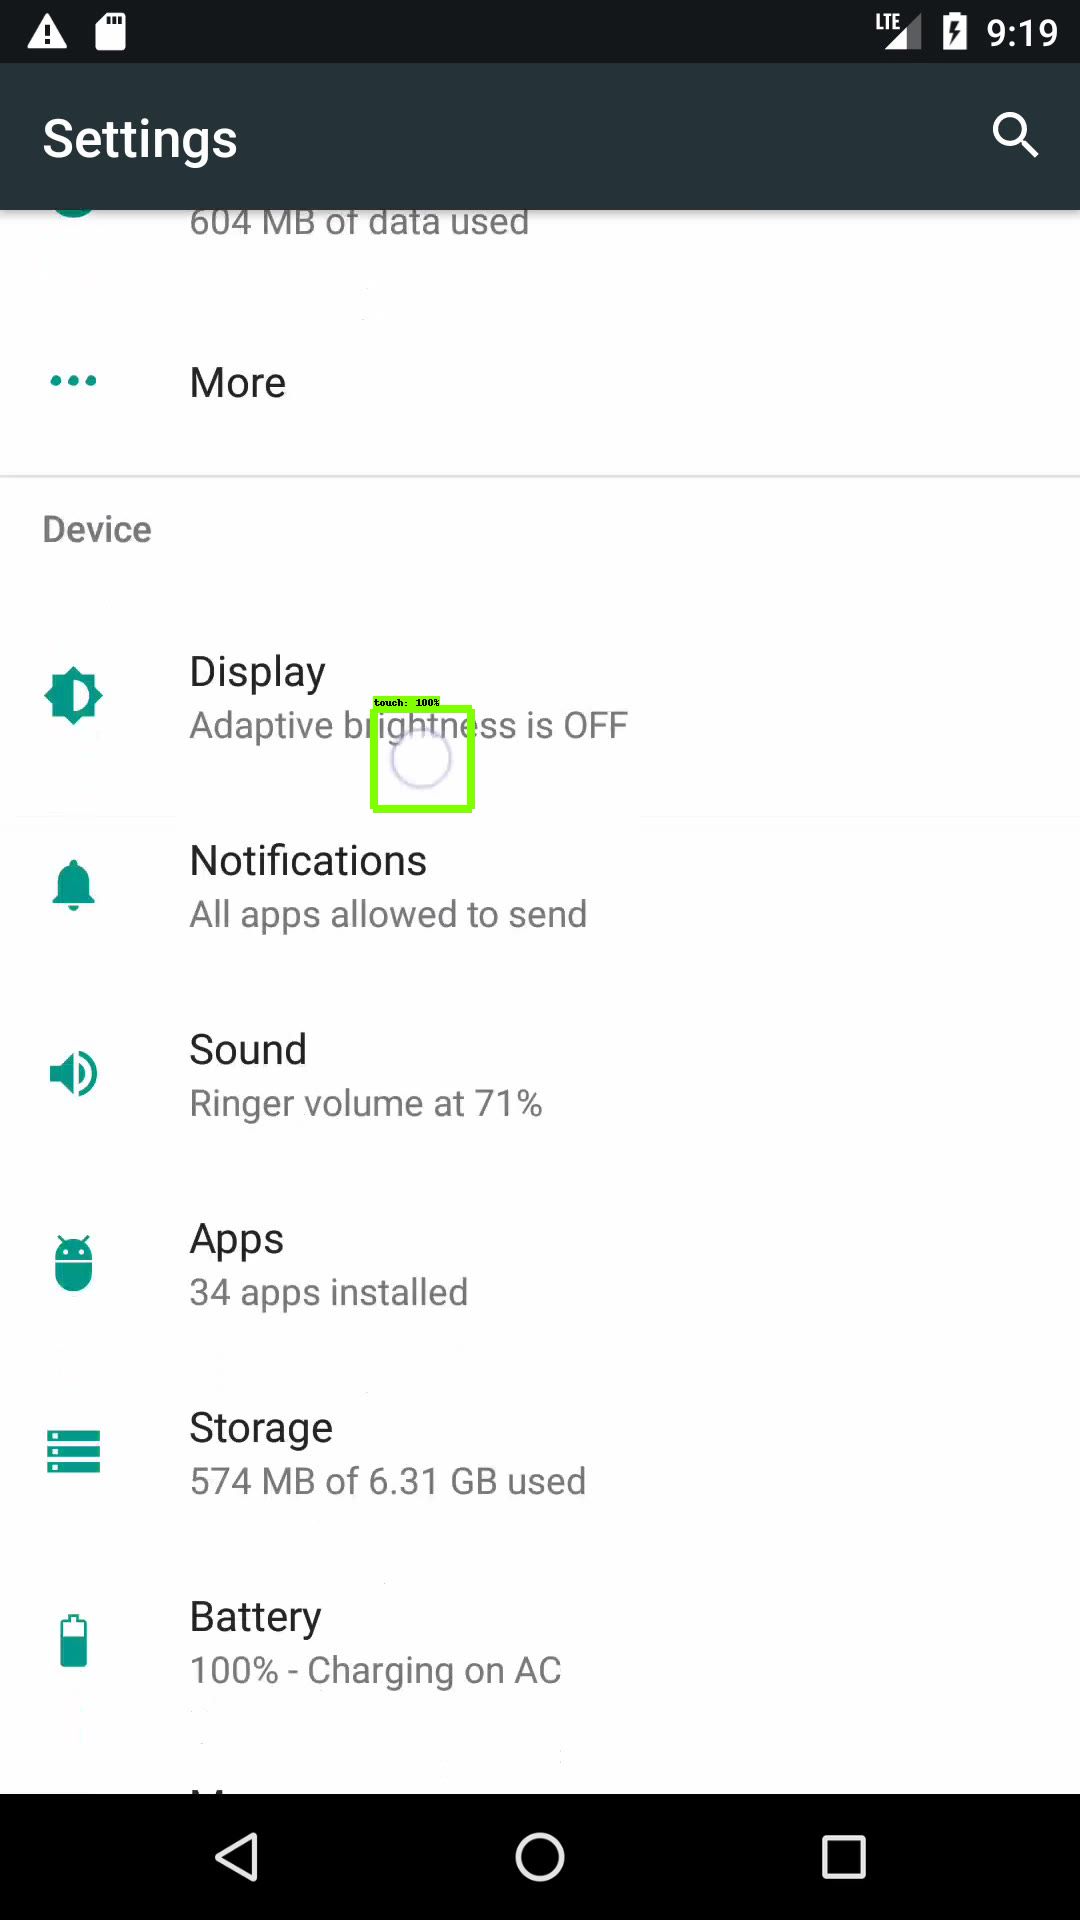 LTE 9:19
Settings
604 MB of data used
More
Device
Display
touch: 100%
Adaptive brightness is OFF
Notifications
All apps allowed to send
Sound
Ringer volume at 71%
Apps
34 apps installed
Storage
574 MB of 6.31 GB used
Battery
100% - Charging on AC